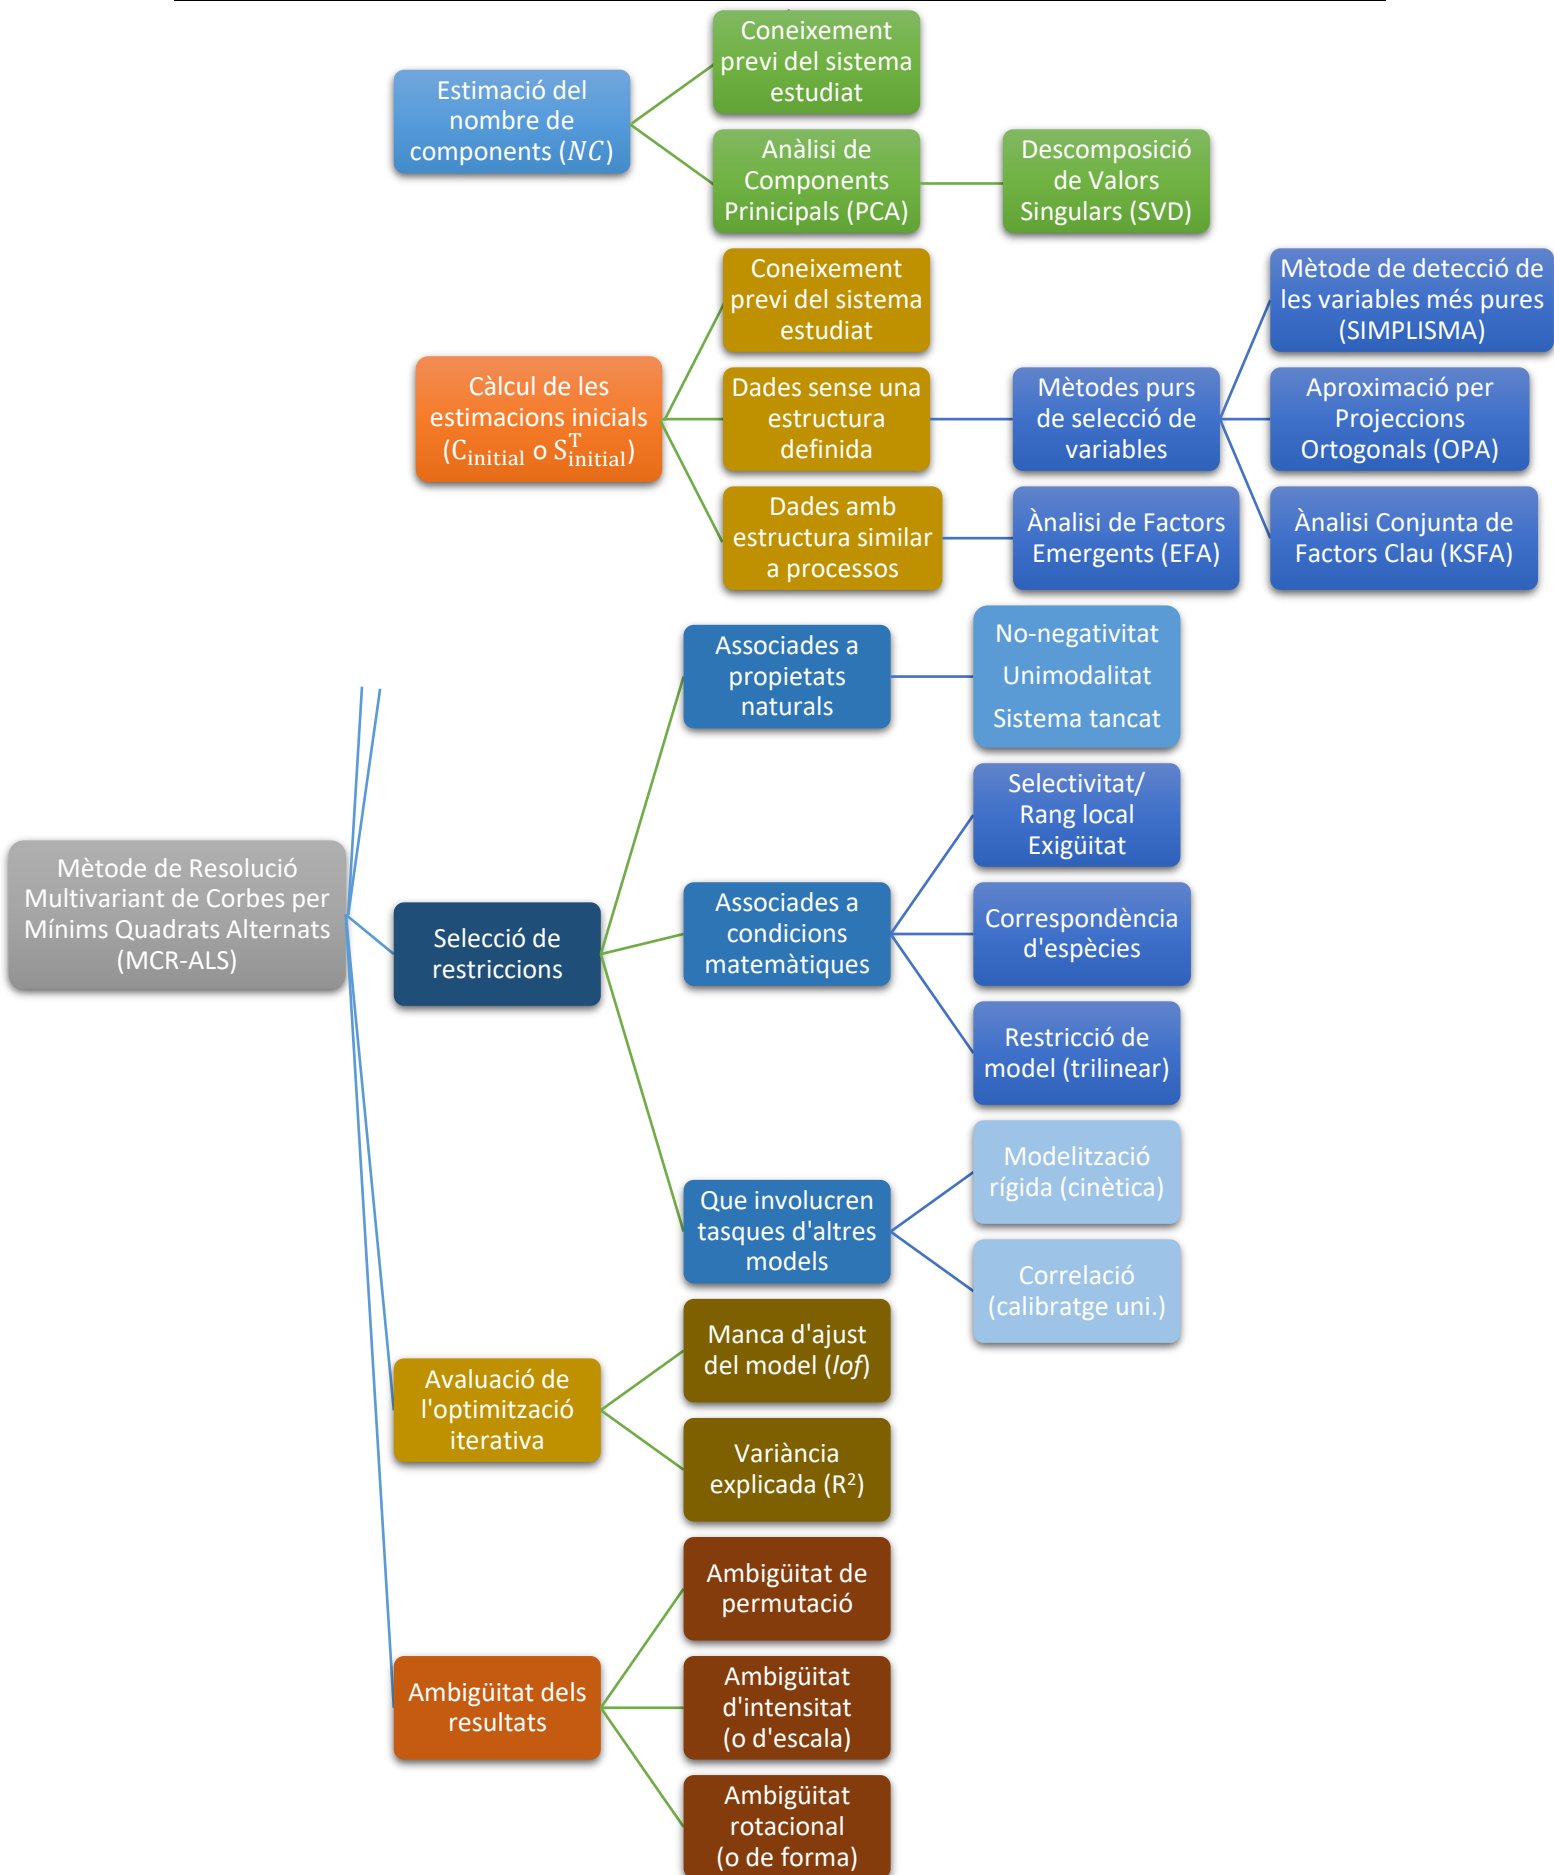 Coneixement
previ del sistema
estudiat
Estimació del
nombre de
components (NC)
Anàlisi de
Components
Prinicipals (PCA)
Descomposició
de Valors
Singulars (SVD)
Coneixement
previ del sistema
estudiat
Mètode de detecció de
les variables més pures
(SIMPLISMA)
Càlcul de les
estimacions inicials
(C_initial o S^T_initial)
Dades sense una
estructura
definida
Mètodes purs
de selecció de
variables
Aproximació per
Projeccions
Ortogonals (OPA)
Dades amb
estructura similar
a processos
Ànalisi de Factors
Emergents (EFA)
Ànalisi Conjunta de
Factors Clau (KSFA)
Mètode de Resolució
Multivariant de Corbes per
Mínims Quadrats Alternats
(MCR-ALS)
Selecció de
restriccions
Associades a
propietats
naturals
No-negativitat
Unimodalitat
Sistema tancat
Associades a
condicions
matemàtiques
Selectivitat/
Rang local
Exigüitat
Correspondència
d'espècies
Restricció de
model (trilinear)
Que involucren
tasques d'altres
models
Modelització
rígida (cinètica)
Correlació
(calibratge uni.)
Avaluació de
l'optimització
iterativa
Manca d'ajust
del model (lof)
Variància
explicada (R²)
Ambigüitat dels
resultats
Ambigüitat de
permutació
Ambigüitat
d'intensitat
(o d'escala)
Ambigüitat
rotacional
(o de forma)